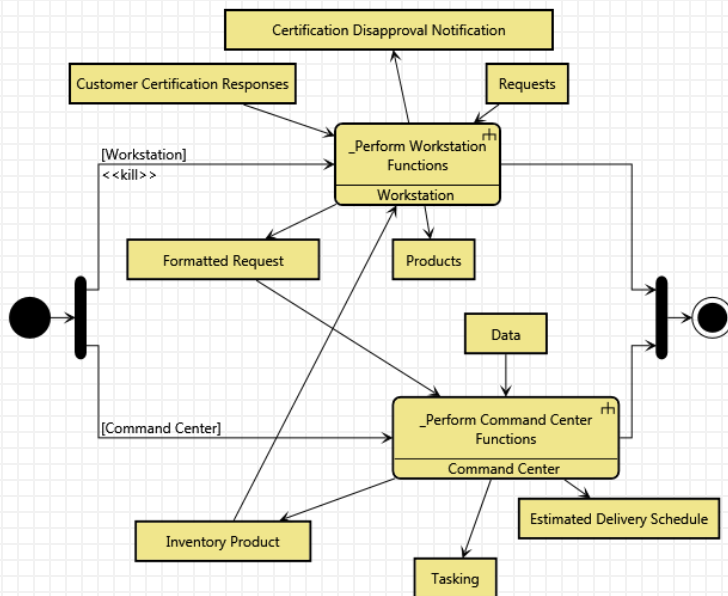 Certification Disapproval Notification
Customer Certification Responses
Requests
_Perform Workstation
Functions
Workstation
[Workstation]
<<kill>>
Formatted Request
Products
Data
_Perform Command Center
Functions
Command Center
[Command Center]
Estimated Delivery Schedule
Inventory Product
Tasking